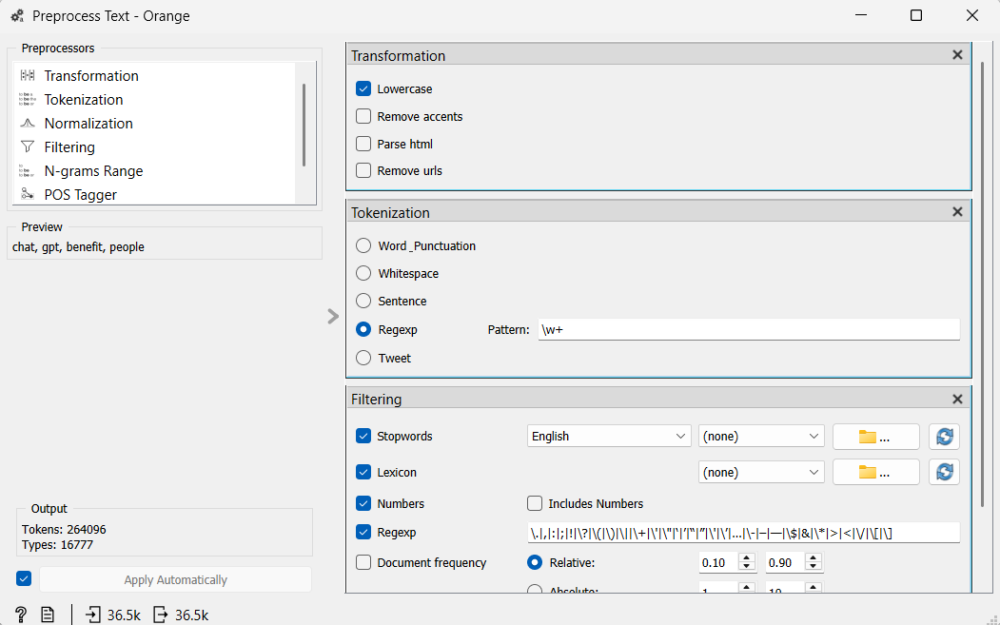 Preprocess Text - Orange
Preprocessors
Transformation
Tokenization
Normalization
Filtering
N-grams Range
POS Tagger
Preview
chat, gpt, benefit, people
Output
Tokens: 264096
Types: 16777
Apply Automatically
? 36.5k 36.5k
Transformation
Lowercase
Remove accents
Parse html
Remove urls
Tokenization
Word_Punctuation
Whitespace
Sentence
Regexp Pattern: \w+
Tweet
Filtering
Stopwords English (none) ...
Lexicon (none) ...
Numbers Includes Numbers
Regexp \.|,|:|;|!|\?|\(|\)|\||\+|\'|\"|‘|’|“|”|\'|\’|…|\-|–|—|\$|&|\*|>|<|\/|\[|\]
Document frequency Relative: 0.10 0.90
Absolute: 1 10